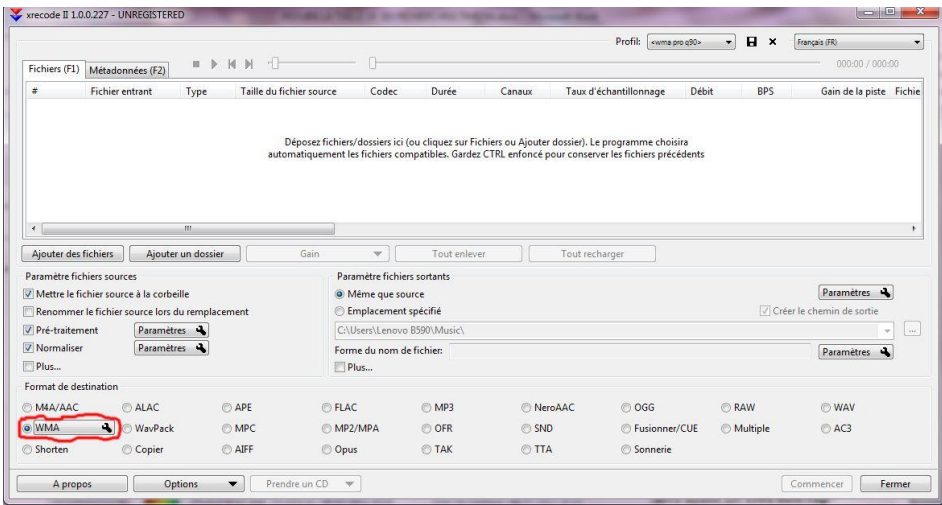 xrecode II 1.0.0.227 - UNREGISTERED
Profil: <wma pro q90> Français (FR)
Fichiers (F1) Métadonnées (F2) 000:00 / 000:00
# Fichier entrant Type Taille du fichier source Codec Durée Canaux Taux d'échantillonnage Débit BPS Gain de la piste Fichie
Déposez fichiers/dossiers ici (ou cliquez sur Fichiers ou Ajouter dossier). Le programme choisira
automatiquement les fichiers compatibles. Gardez CTRL enfoncé pour conserver les fichiers précédents
Ajouter des fichiers Ajouter un dossier Gain Tout enlever Tout recharger
Paramètre fichiers sources
Mettre le fichier source à la corbeille
Renommer le fichier source lors du remplacement
Pré-traitement Paramètres
Normaliser Paramètres
Plus...
Paramètre fichiers sortants
Même que source Paramètres
Emplacement spécifié Créer le chemin de sortie
C:\Users\Lenovo B590\Music\ ...
Forme du nom de fichier: Paramètres
Plus...
Format de destination
M4A/AAC ALAC APE FLAC MP3 NeroAAC OGG RAW WAV
WMA WavPack MPC MP2/MPA OFR SND Fusionner/CUE Multiple AC3
Shorten Copier AIFF Opus TAK TTA Sonnerie
A propos Options Prendre un CD Commencer Fermer